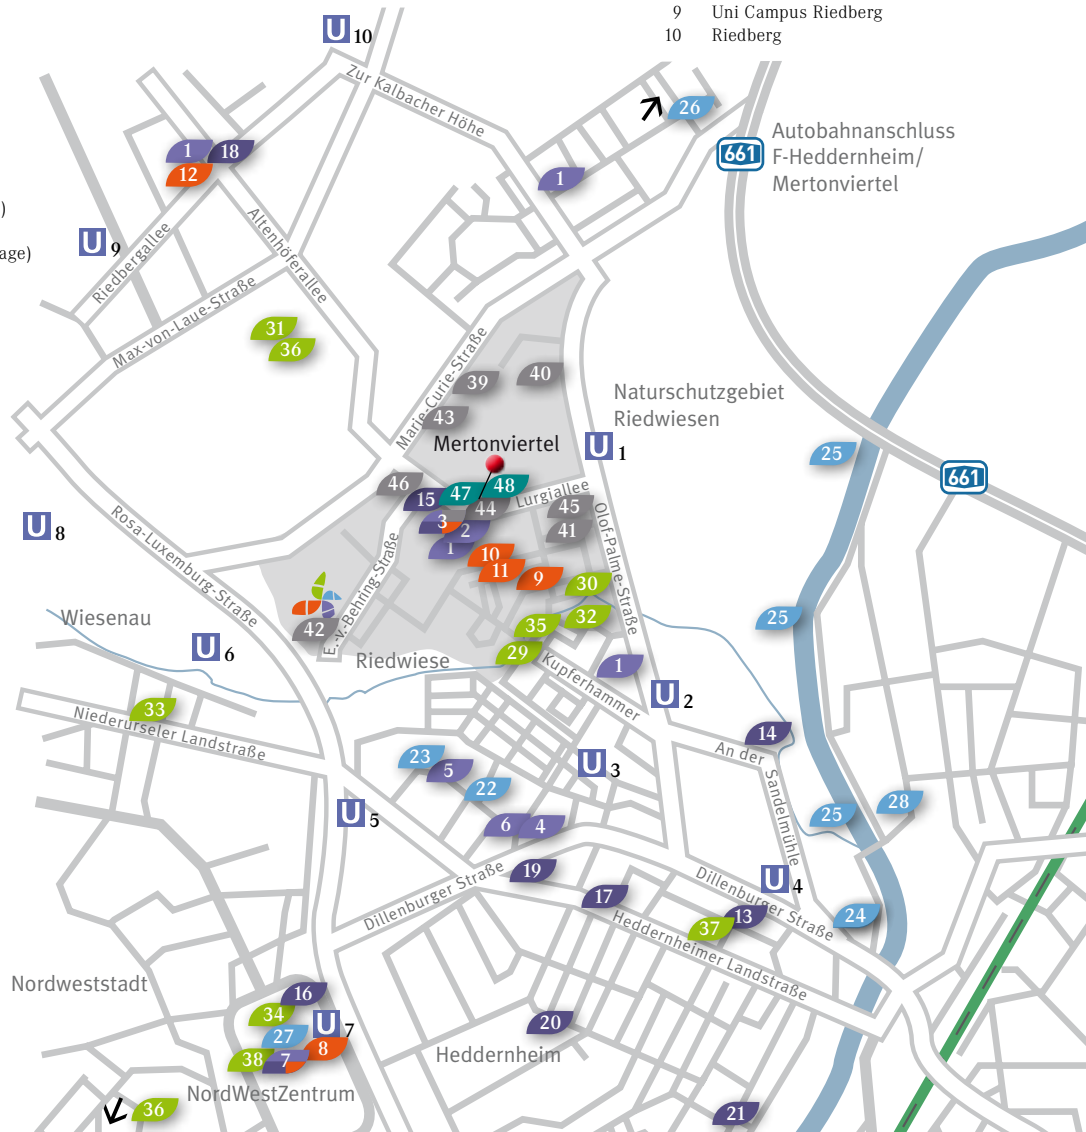 9 Uni Campus Riedberg
10 Riedberg
U 10
Zur Kalbacher Höhe
26
661
Autobahnanschluss
F-Heddernheim/
Mertonviertel
1
18
12
1
)
age)
U 9
Riedbergallee
Altenhöferallee
Max-von-Laue-Straße
31
36
Marie-Curie-Straße
39
40
43
Naturschutzgebiet
Riedwiesen
Mertonviertel
U 1
25
661
46
15
47
48
44
Lurgiallee
45
41
3
2
1
10
11
9
30
Olof-Palme-Straße
U 8
Rosa-Luxemburg-Straße
E.-v.-Behring-Straße
42
Wiesenau
U 6
Riedwiese
35
32
29
25
Kupferhammer
1
U 2
33
Niederurseler Landstraße
14
An der Sandelmühle
23
5
22
U 3
U 5
6
4
25
28
19
17
Dillenburger Straße
Dillenburger Straße
U 4
13
37
24
Heddernheimer Landstraße
Nordweststadt
16
34
U 7
27
8
38
7
20
Heddernheim
NordWestZentrum
36
21